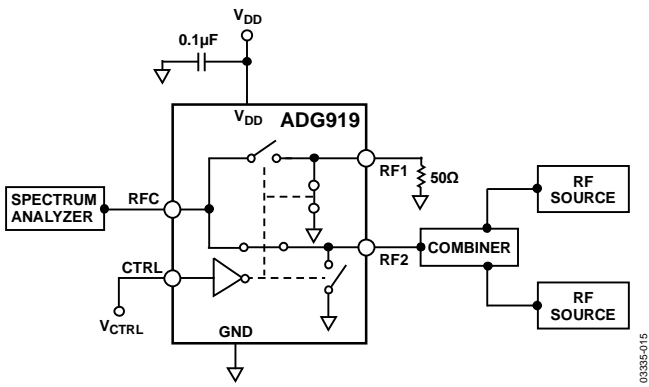 VDD
0.1µF
VDD
ADG919
RF1
50Ω
RF
SOURCE
SPECTRUM
ANALYZER
RFC
COMBINER
RF2
CTRL
VCTRL
RF
SOURCE
GND
03335-015